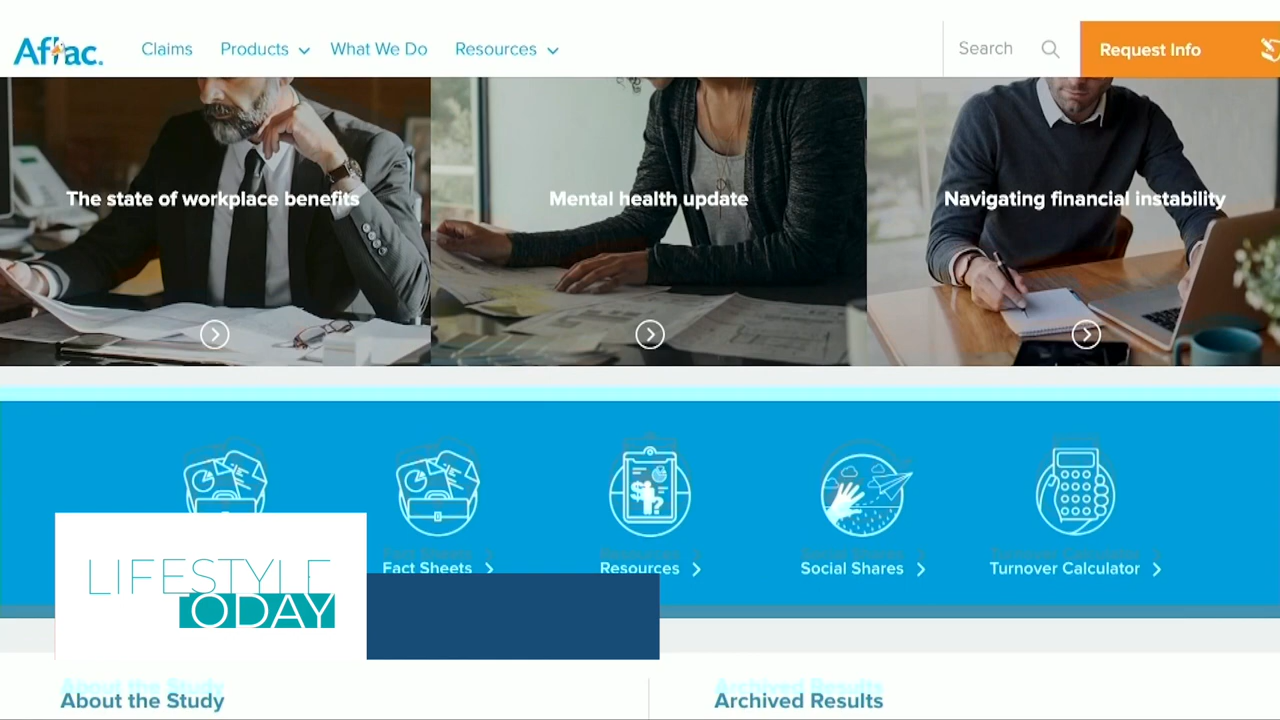 Aflac.
Claims
Products
What We Do
Resources
Search
Request Info
The state of workplace benefits
Mental health update
Navigating financial instability
Fact Sheets
Resources
Social Shares
Turnover Calculator
LIFESTYLE
TODAY
About the Study
Archived Results